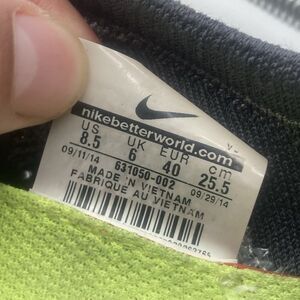 nikebetterworld.com
US UK EUR cm
8.5 6 40 25.5
09/11/14 631050-002 09/29/14
MADE IN VIETNAM
FABRIQUE AU VIETNAM